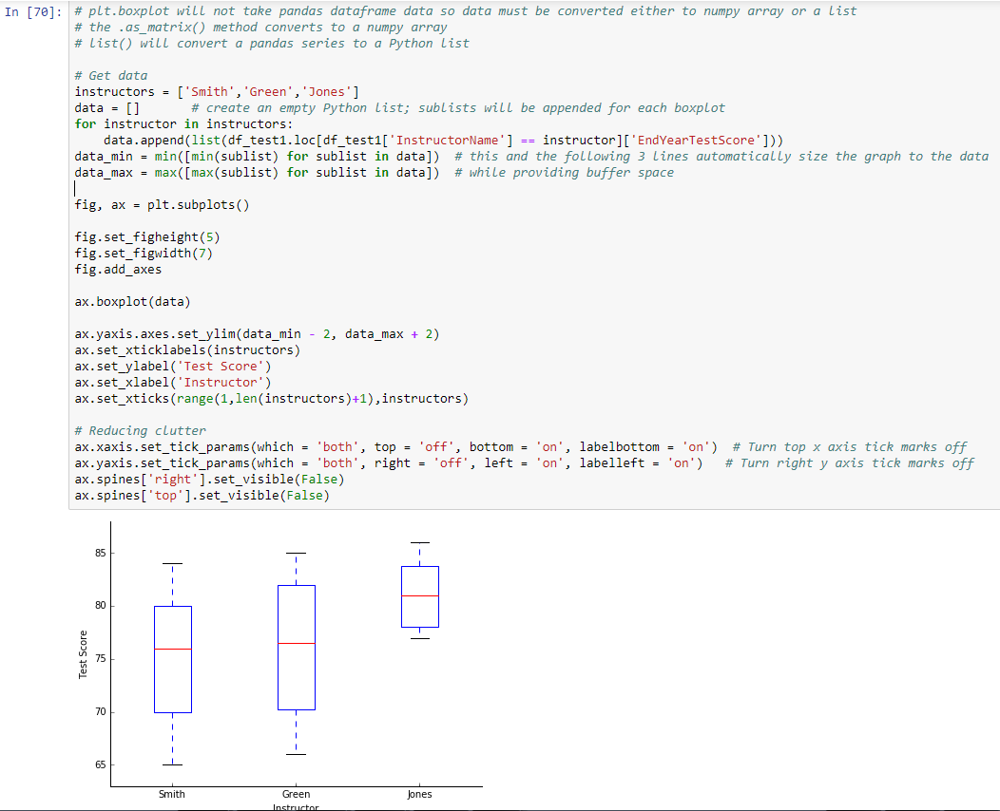 In [70]: # plt.boxplot will not take pandas dataframe data so data must be converted either to numpy array or a list
# the .as_matrix() method converts to a numpy array
# list() will convert a pandas series to a Python list
# Get data
instructors = ['Smith','Green','Jones']
data = []       # create an empty Python list; sublists will be appended for each boxplot
for instructor in instructors:
    data.append(list(df_test1.loc[df_test1['InstructorName'] == instructor]['EndYearTestScore']))
data_min = min([min(sublist) for sublist in data])  # this and the following 3 lines automatically size the graph to the data
data_max = max([max(sublist) for sublist in data])  # while providing buffer space
fig, ax = plt.subplots()
fig.set_figheight(5)
fig.set_figwidth(7)
fig.add_axes
ax.boxplot(data)
ax.yaxis.axes.set_ylim(data_min - 2, data_max + 2)
ax.set_xticklabels(instructors)
ax.set_ylabel('Test Score')
ax.set_xlabel('Instructor')
ax.set_xticks(range(1,len(instructors)+1),instructors)
# Reducing clutter
ax.xaxis.set_tick_params(which = 'both', top = 'off', bottom = 'on', labelbottom = 'on')  # Turn top x axis tick marks off
ax.yaxis.set_tick_params(which = 'both', right = 'off', left = 'on', labelleft = 'on')   # Turn right y axis tick marks off
ax.spines['right'].set_visible(False)
ax.spines['top'].set_visible(False)
85
80
75
70
65
Test Score
Smith Green Jones
Instructor